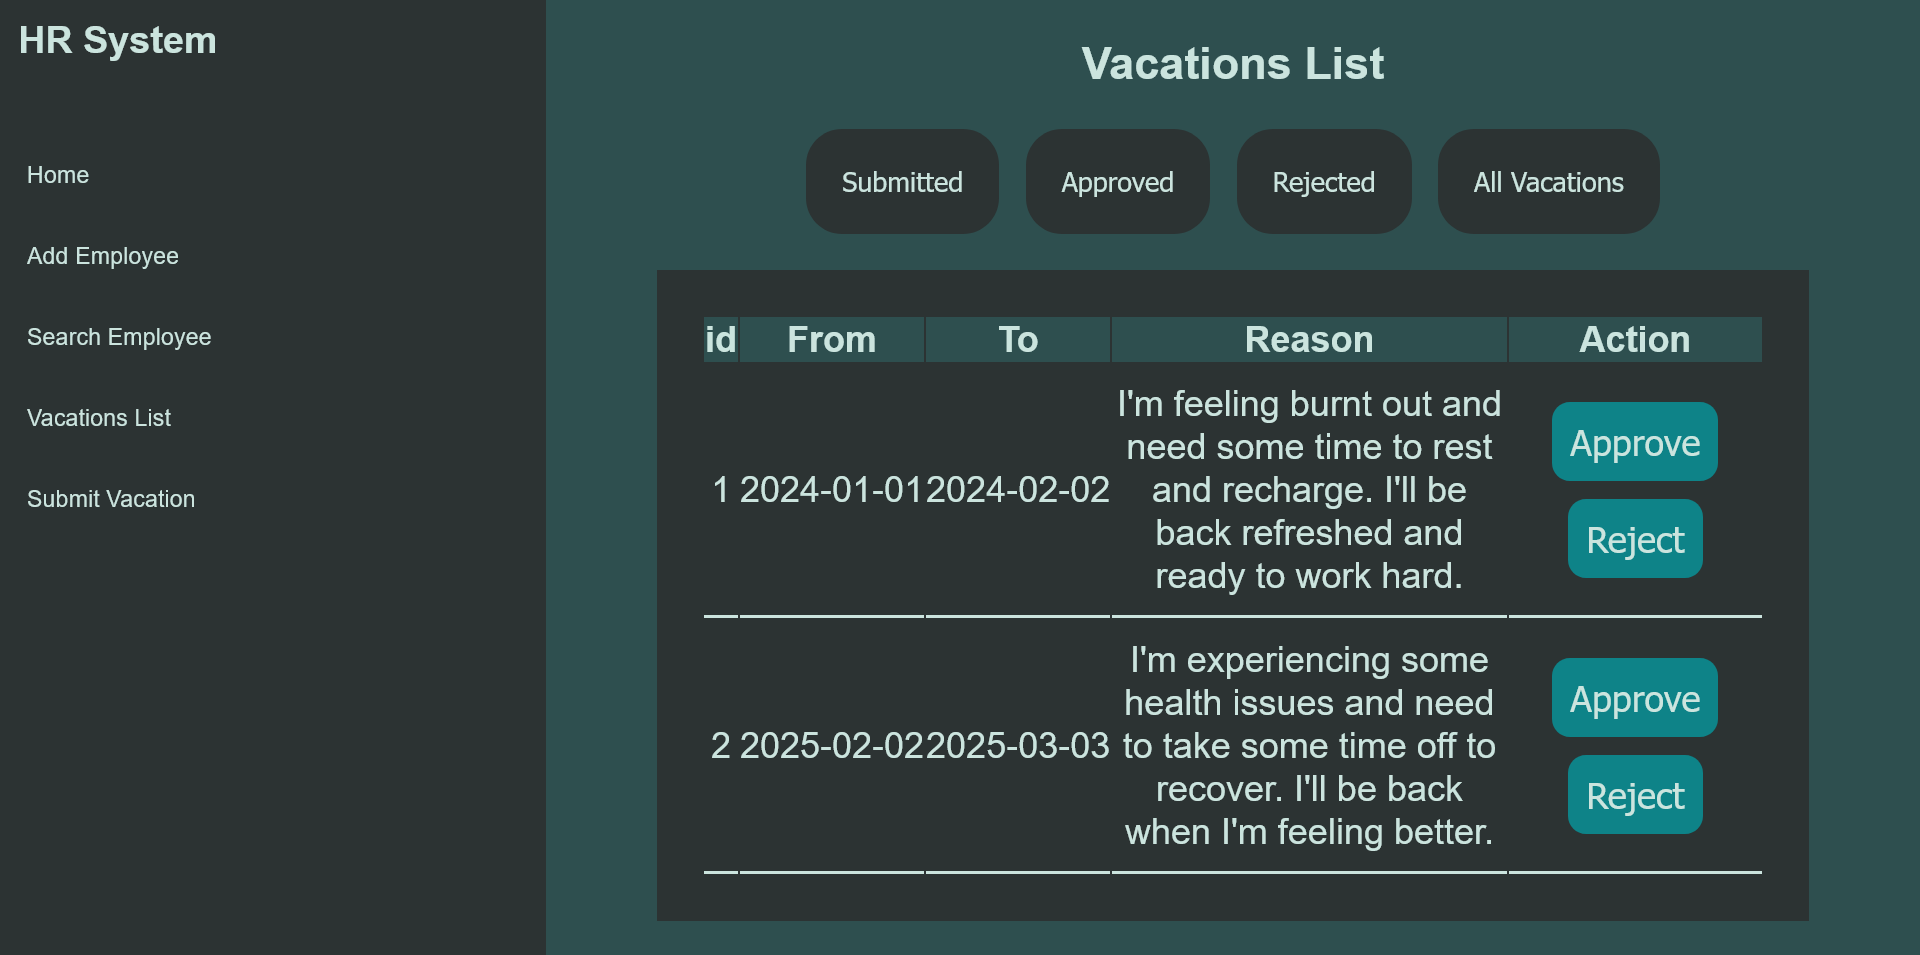 HR System
Home
Add Employee
Search Employee
Vacations List
Submit Vacation
Vacations List
Submitted Approved Rejected All Vacations
id From To Reason Action
1 2024-01-01 2024-02-02
I'm feeling burnt out and
need some time to rest
and recharge. I'll be
back refreshed and
ready to work hard.
Approve
Reject
2 2025-02-02 2025-03-03
I'm experiencing some
health issues and need
to take some time off to
recover. I'll be back
when I'm feeling better.
Approve
Reject